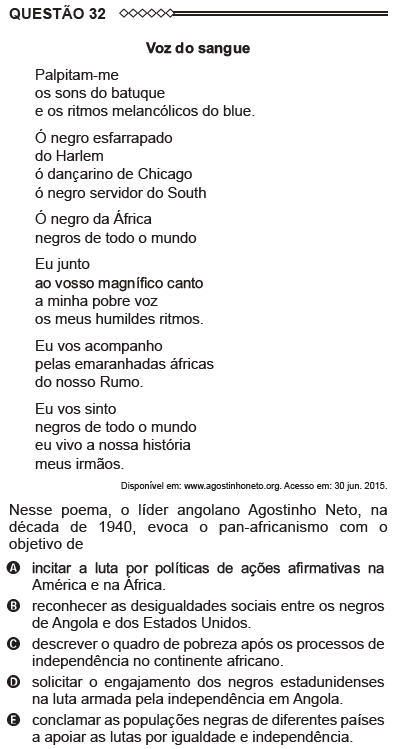 QUESTÃO 32
Voz do sangue
Palpitam-me
os sons do batuque
e os ritmos melancólicos do blue.
Ó negro esfarrapado
do Harlem
ó dançarino de Chicago
ó negro servidor do South
Ó negro da África
negros de todo o mundo
Eu junto
ao vosso magnífico canto
a minha pobre voz
os meus humildes ritmos.
Eu vos acompanho
pelas emaranhadas áfricas
do nosso Rumo.
Eu vos sinto
negros de todo o mundo
eu vivo a nossa história
meus irmãos.
Disponível em: www.agostinhoneto.org. Acesso em: 30 jun. 2015.
Nesse poema, o líder angolano Agostinho Neto, na
década de 1940, evoca o pan-africanismo com o
objetivo de
A incitar a luta por políticas de ações afirmativas na
América e na África.
B reconhecer as desigualdades sociais entre os negros
de Angola e dos Estados Unidos.
C descrever o quadro de pobreza após os processos de
independência no continente africano.
D solicitar o engajamento dos negros estadunidenses
na luta armada pela independência em Angola.
E conclamar as populações negras de diferentes países
a apoiar as lutas por igualdade e independência.